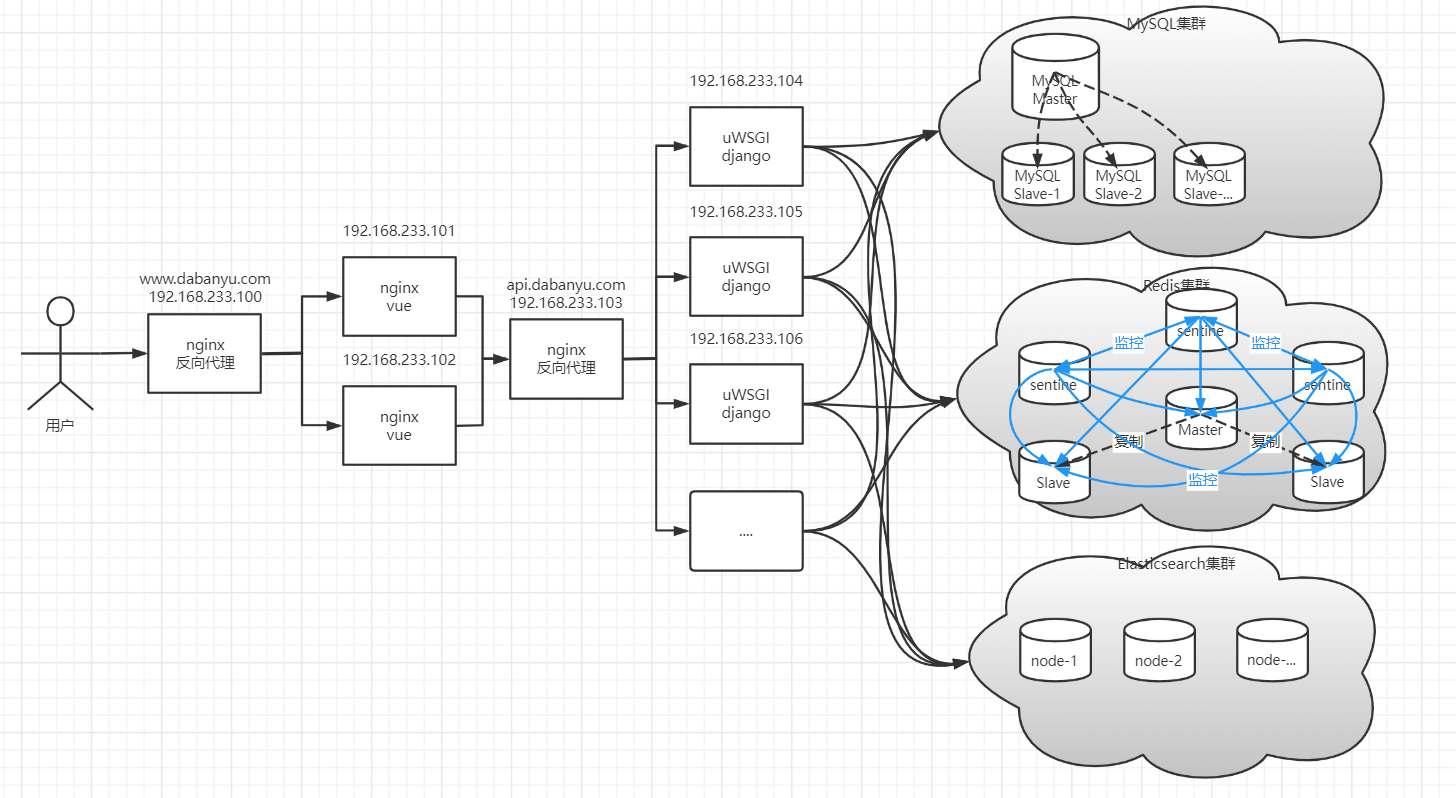 用户
www.dabanyu.com
192.168.233.100
nginx
反向代理
192.168.233.101
nginx
vue
192.168.233.102
nginx
vue
api.dabanyu.com
192.168.233.103
nginx
反向代理
192.168.233.104
uWSGI
django
192.168.233.105
uWSGI
django
192.168.233.106
uWSGI
django
....
MySQL集群
MySQL
Master
MySQL
Slave-1
MySQL
Slave-2
MySQL
Slave-...
Redis集群
sentine
监控
监控
sentine
sentine
Master
复制
复制
Slave
监控
Slave
Elasticsearch集群
node-1
node-2
node-...